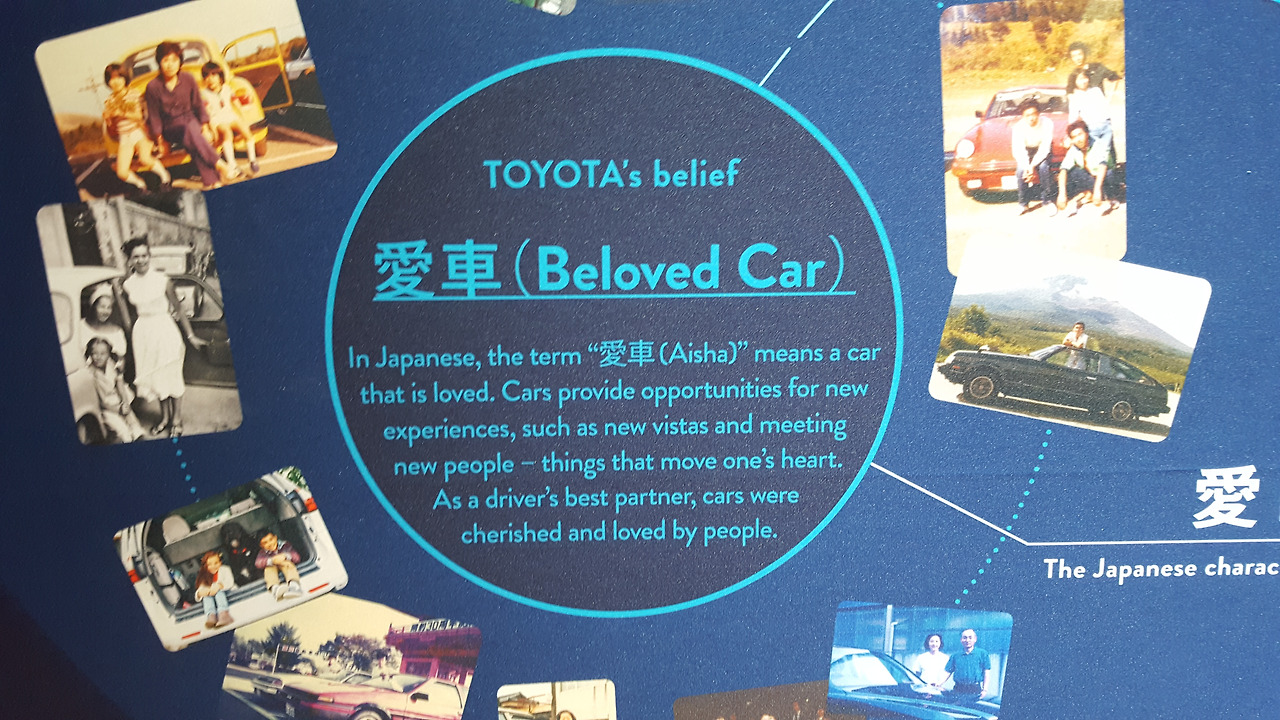 TOYOTA's belief
愛車(Beloved Car)
In Japanese, the term “愛車(Aisha)” means a car
that is loved. Cars provide opportunities for new
experiences, such as new vistas and meeting
new people – things that move one's heart.
As a driver's best partner, cars were
cherished and loved by people.
愛
The Japanese charac